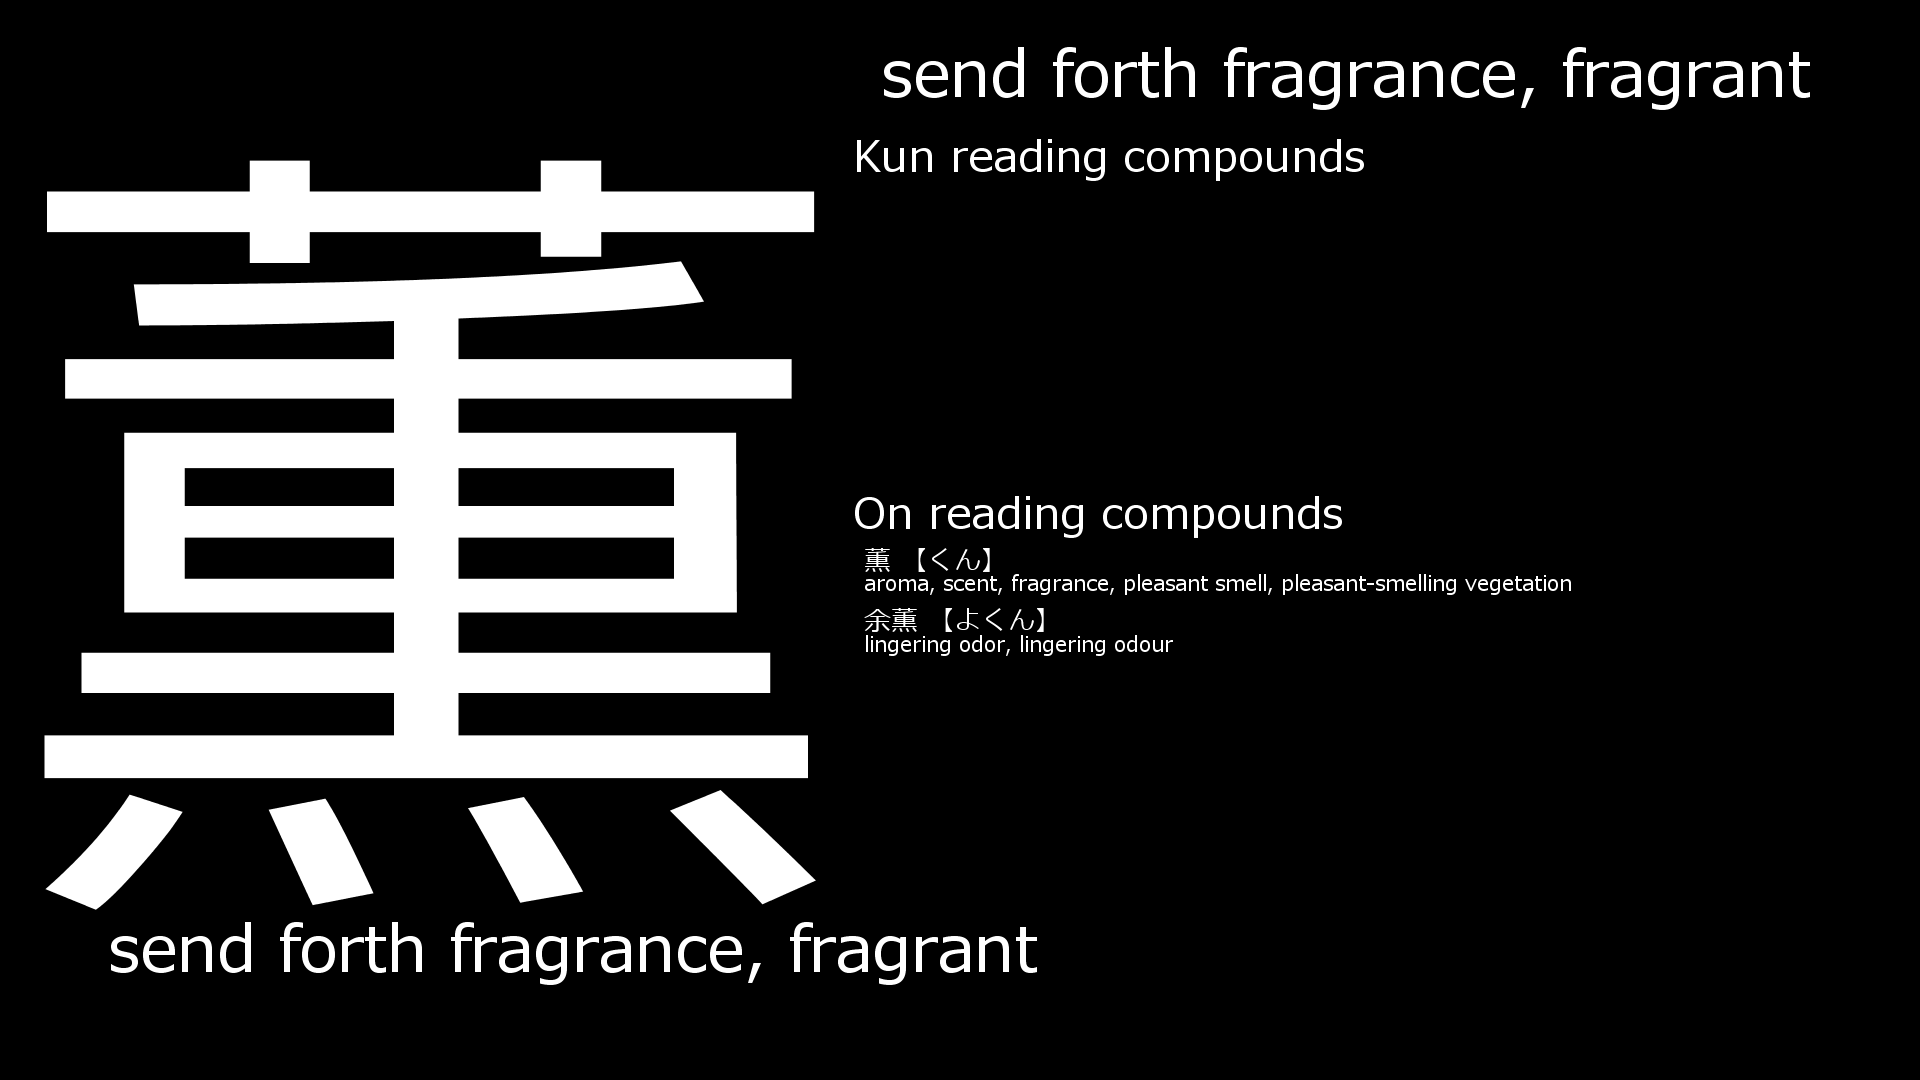 薫
send forth fragrance, fragrant
send forth fragrance, fragrant
Kun reading compounds
On reading compounds
薫 【くん】
aroma, scent, fragrance, pleasant smell, pleasant-smelling vegetation
余薫 【よくん】
lingering odor, lingering odour